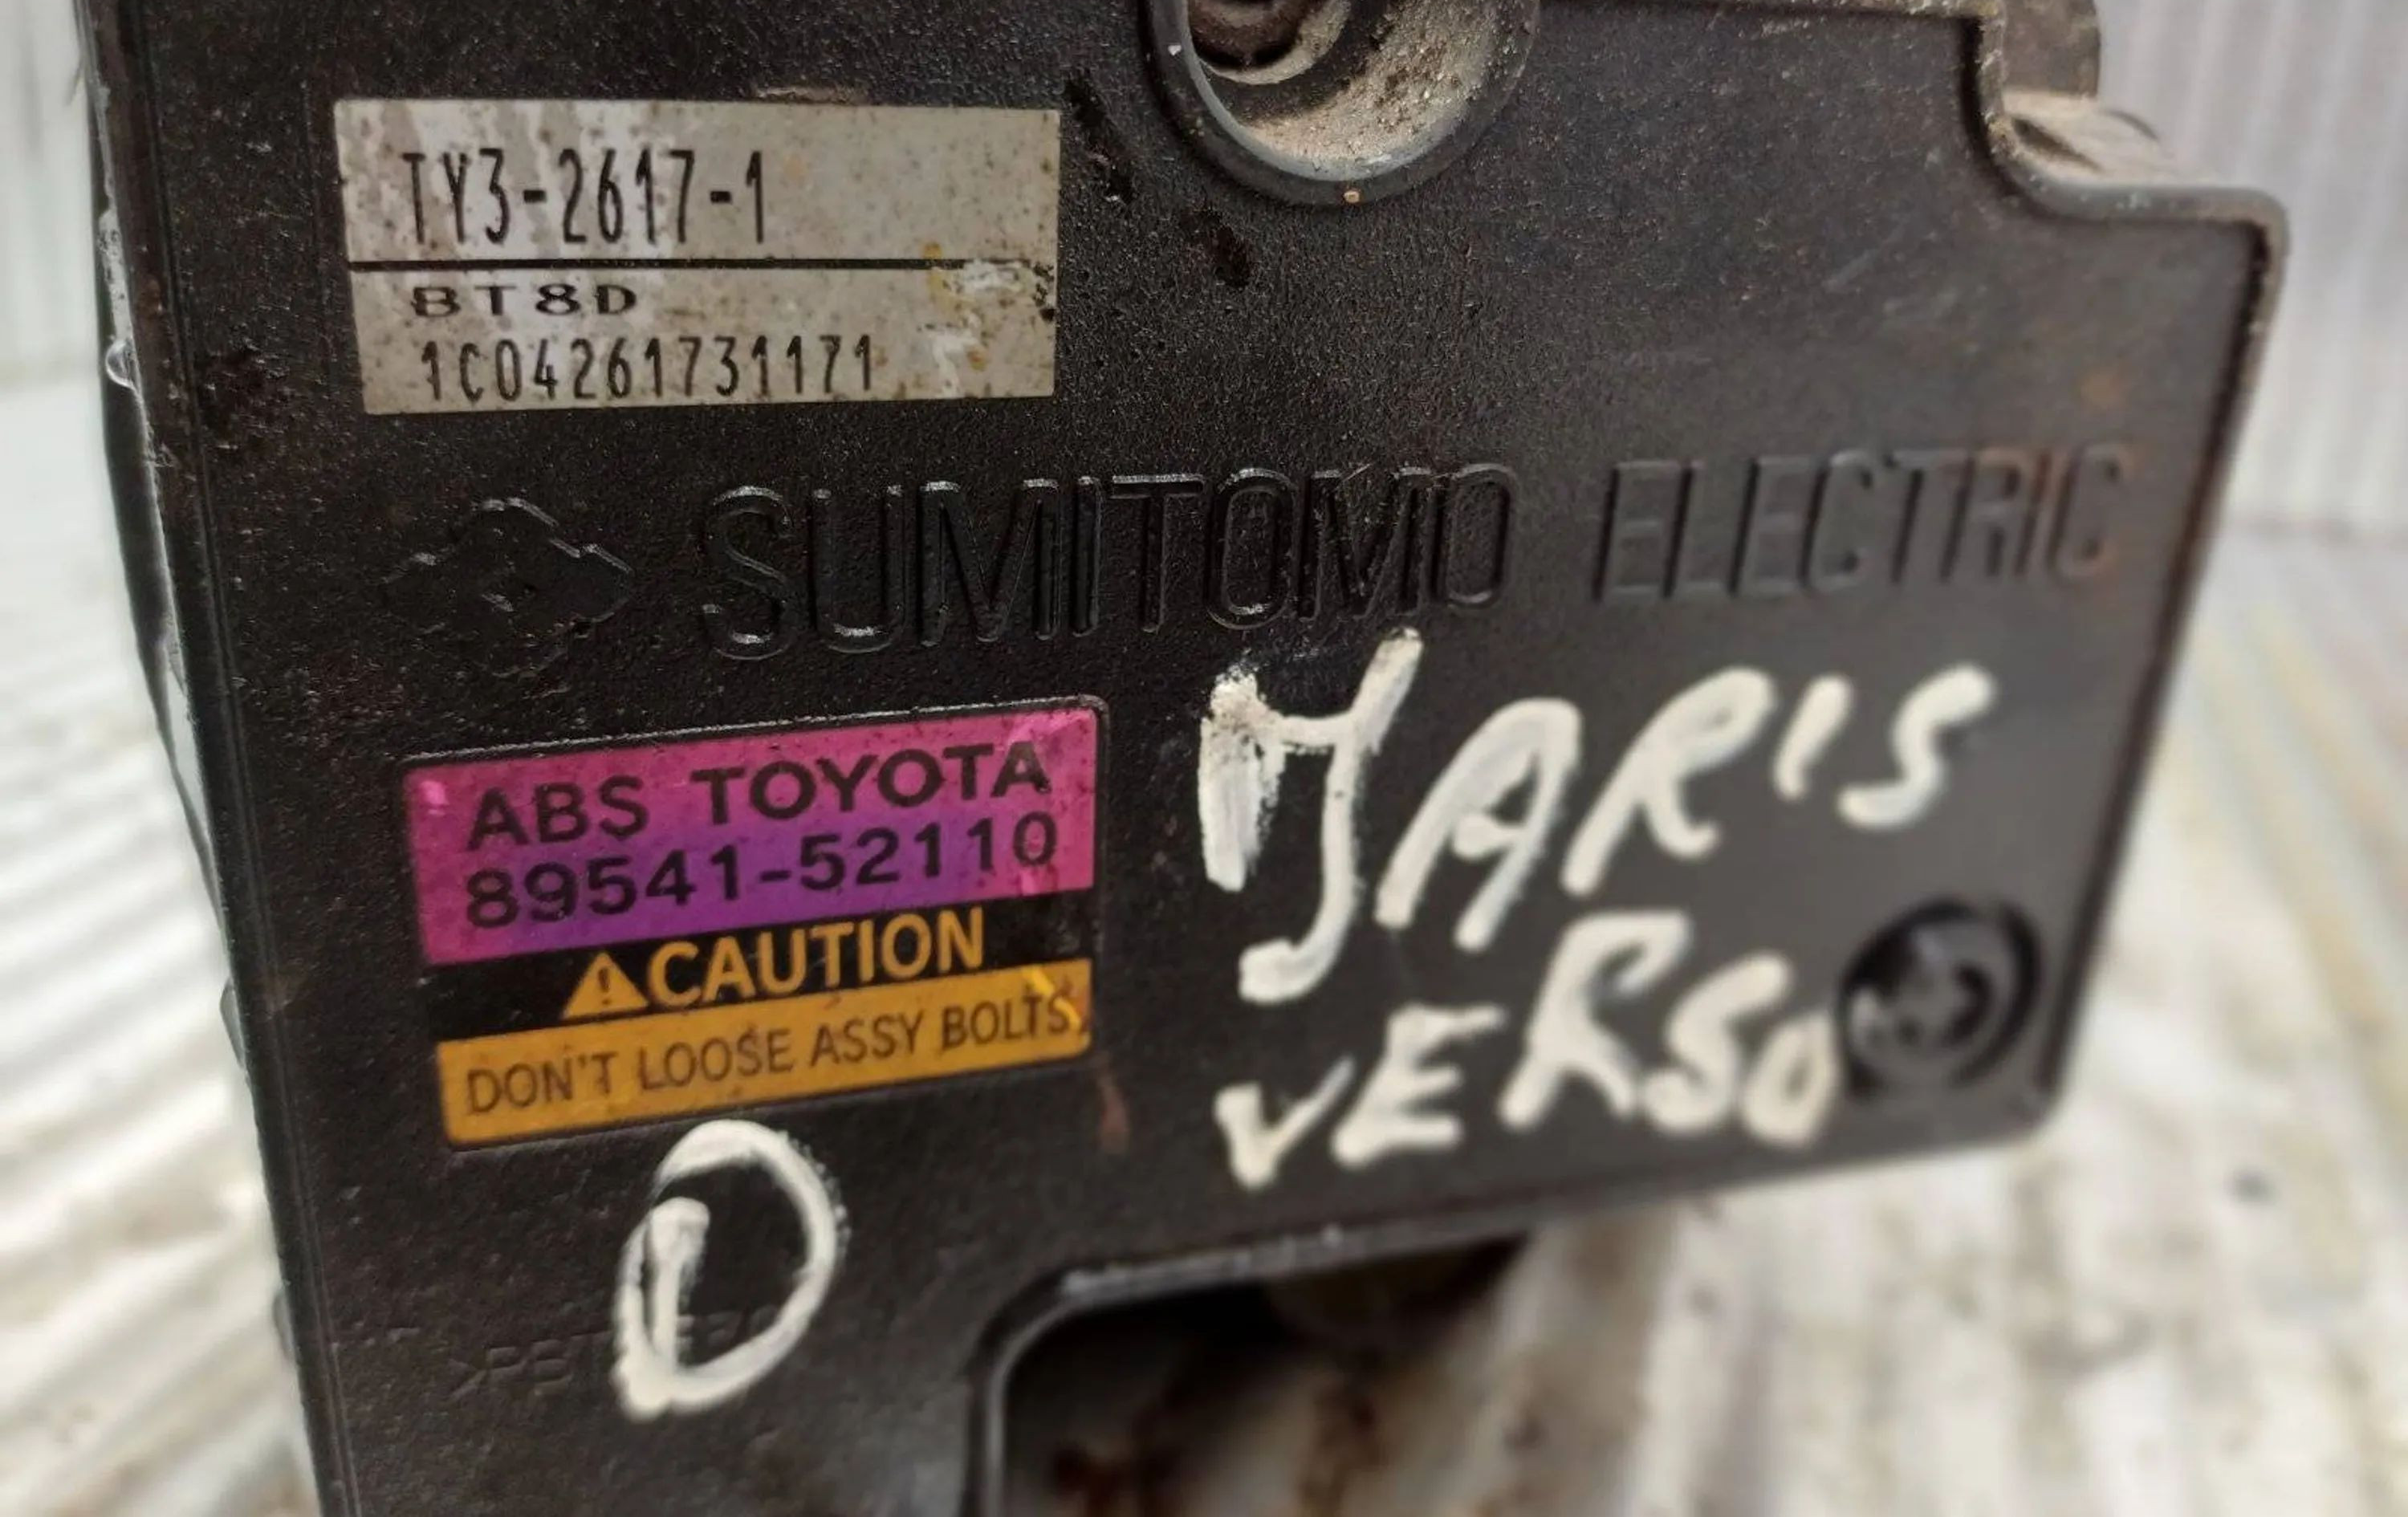 TY3-2617-1
BT8D
1C04261731171
SUMITOMO ELECTRIC
ABS TOYOTA
89541-52110
CAUTION
DON'T LOOSE ASSY BOLTS.
YARIS
VERSO
D